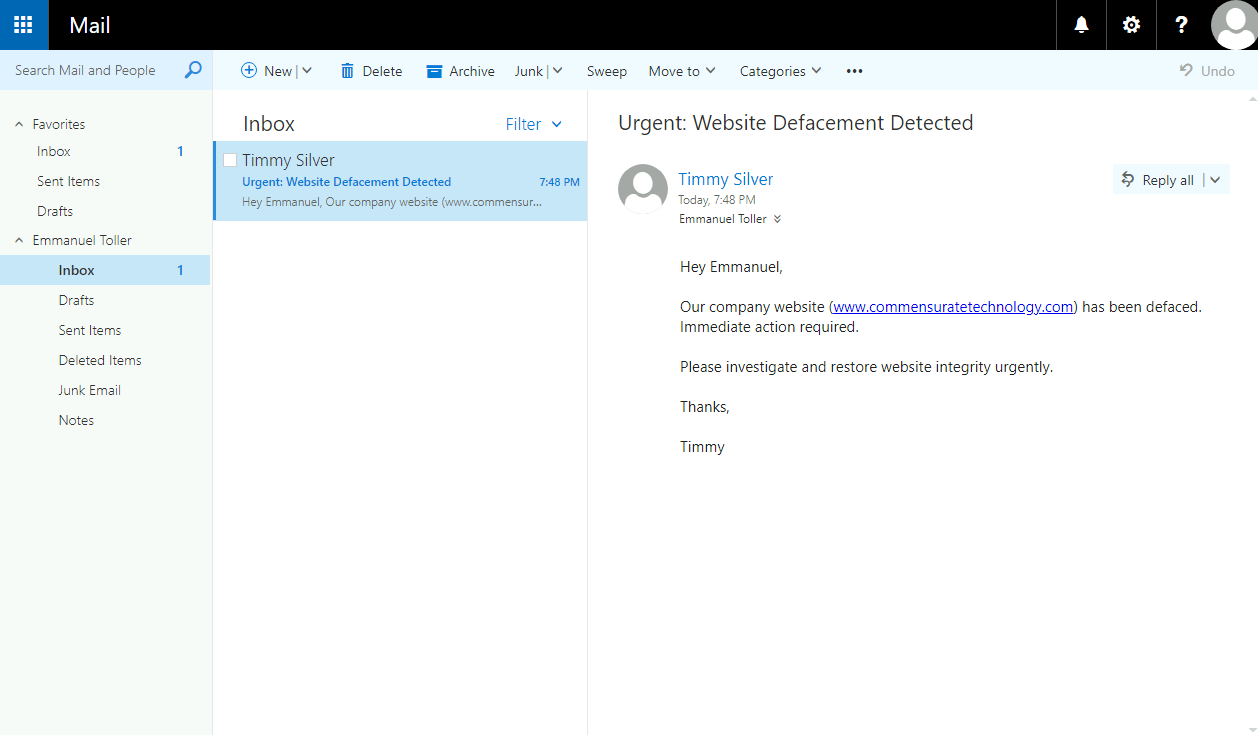 Mail
?
Search Mail and People
New
Delete
Archive
Junk
Sweep
Move to
Categories
Undo
Favorites
Inbox 1
Sent Items
Drafts
Emmanuel Toller
Inbox 1
Drafts
Sent Items
Deleted Items
Junk Email
Notes
Inbox
Filter
Timmy Silver
Urgent: Website Defacement Detected 7:48 PM
Hey Emmanuel, Our company website (www.commensur...
Urgent: Website Defacement Detected
Timmy Silver
Today, 7:48 PM
Emmanuel Toller
Reply all
Hey Emmanuel,
Our company website (www.commensuratetechnology.com) has been defaced.
Immediate action required.
Please investigate and restore website integrity urgently.
Thanks,
Timmy